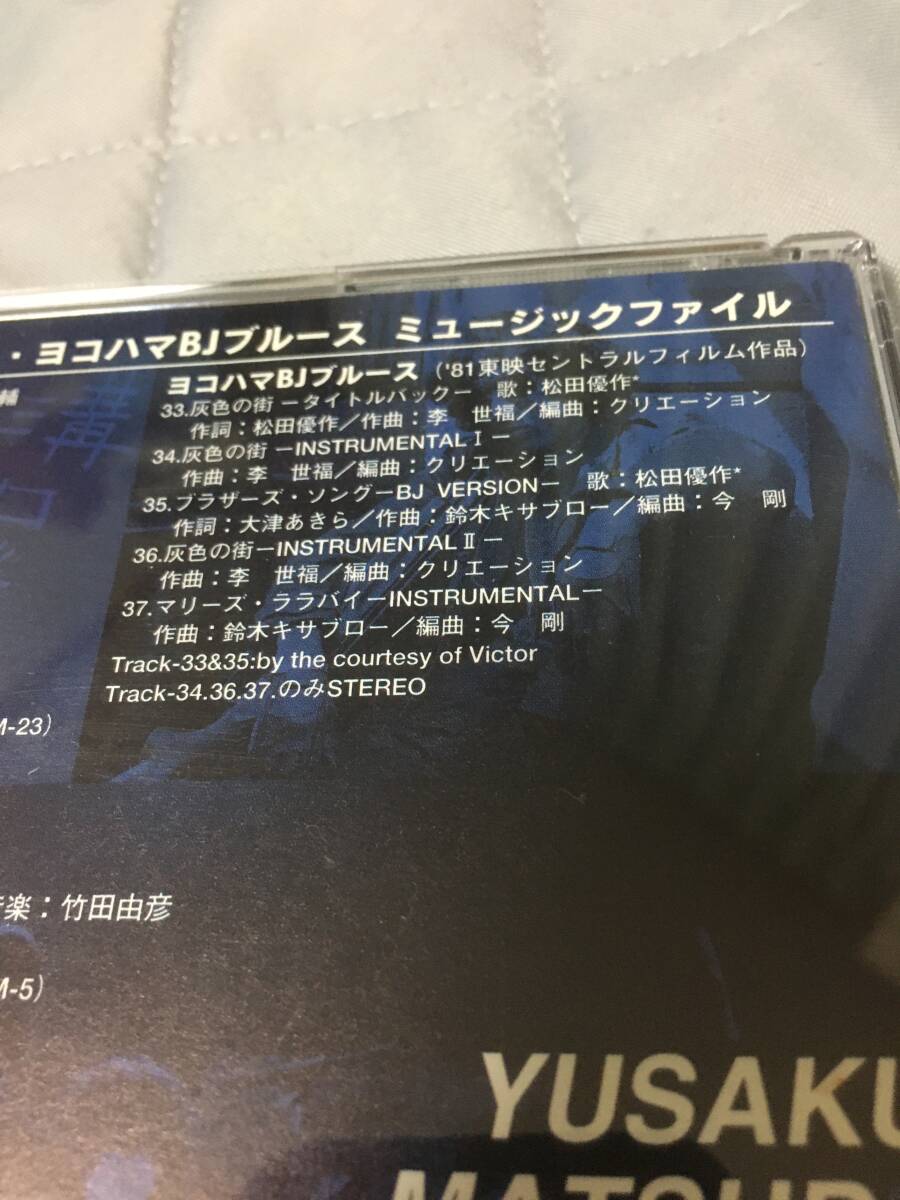 ・ヨコハマBJブルース ミュージックファイル
ヨコハマBJブルース（'81東映セントラルフィルム作品）
33.灰色の街 ータイトルバックー 歌：松田優作*
作詞：松田優作／作曲：李 世福／編曲：クリエーション
34.灰色の街 ーINSTRUMENTAL Iー
作曲：李 世福／編曲：クリエーション
35.ブラザーズ・ソングーBJ VERSIONー 歌：松田優作*
作詞：大津あきら／作曲：鈴木キサブロー／編曲：今 剛
36.灰色の街ーINSTRUMENTAL IIー
作曲：李 世福／編曲：クリエーション
37.マリーズ・ララバイーINSTRUMENTALー
作曲：鈴木キサブロー／編曲：今 剛
Track-33&35:by the courtesy of Victor
Track-34.36.37.のみSTEREO
M-23)
音楽：竹田由彦
M-5)
YUSAKU